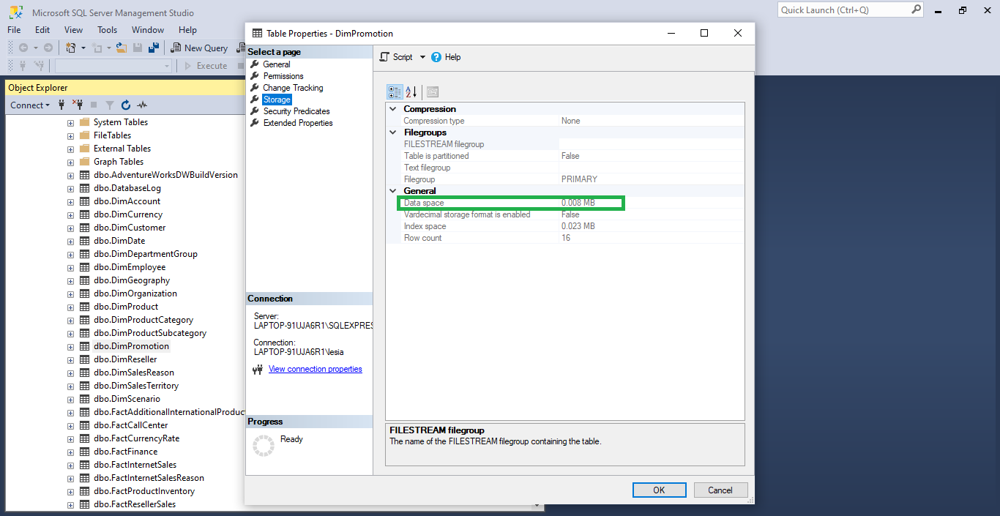 Microsoft SQL Server Management Studio
Quick Launch (Ctrl+Q)
File Edit View Tools Window Help
New Query
Execute
Object Explorer
Connect
System Tables
FileTables
External Tables
Graph Tables
dbo.AdventureWorksDWBuildVersion
dbo.DatabaseLog
dbo.DimAccount
dbo.DimCurrency
dbo.DimCustomer
dbo.DimDate
dbo.DimDepartmentGroup
dbo.DimEmployee
dbo.DimGeography
dbo.DimOrganization
dbo.DimProduct
dbo.DimProductCategory
dbo.DimProductSubcategory
dbo.DimPromotion
dbo.DimReseller
dbo.DimSalesReason
dbo.DimSalesTerritory
dbo.DimScenario
dbo.FactAdditionalInternationalProduc
dbo.FactCallCenter
dbo.FactCurrencyRate
dbo.FactFinance
dbo.FactInternetSales
dbo.FactInternetSalesReason
dbo.FactProductInventory
dbo.FactResellerSales
Table Properties - DimPromotion
Select a page
General
Permissions
Change Tracking
Storage
Security Predicates
Extended Properties
Connection
Server:
LAPTOP-91UJA6R1\SQLEXPRES
Connection:
LAPTOP-91UJA6R1\lesia
View connection properties
Progress
Ready
Script Help
Compression
Compression type None
Filegroups
FILESTREAM filegroup
Table is partitioned False
Text filegroup
Filegroup PRIMARY
General
Data space 0.008 MB
Vardecimal storage format is enabled False
Index space 0.023 MB
Row count 16
FILESTREAM filegroup
The name of the FILESTREAM filegroup containing the table.
OK Cancel